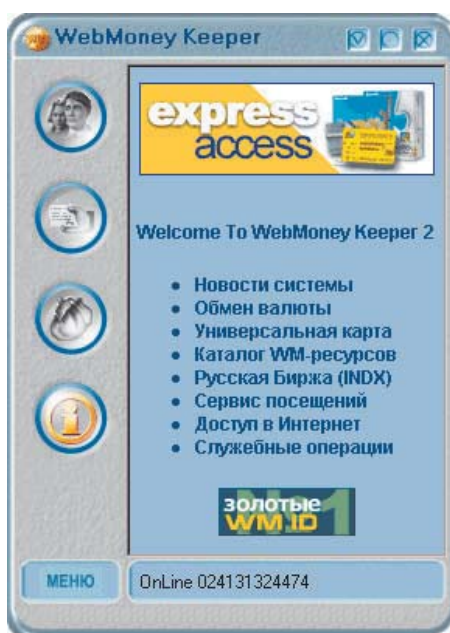 WebMoney Keeper
express
access
Welcome To WebMoney Keeper 2
• Новости системы
• Обмен валюты
• Универсальная карта
• Каталог WM-ресурсов
• Русская Биржа (INDX)
• Сервис посещений
• Доступ в Интернет
• Служебные операции
№1
золотые
WM ID
МЕНЮ
OnLine 024131324474